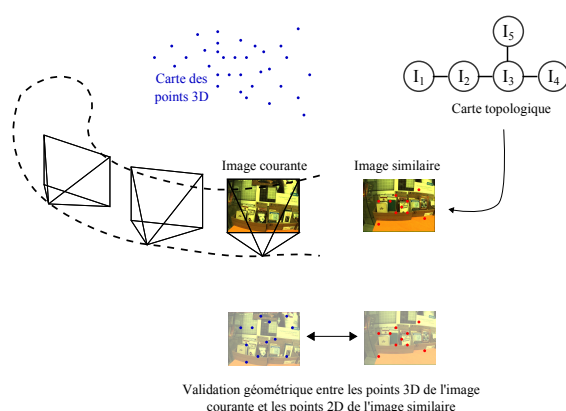 I5
Carte des
points 3D
I1 I2 I3 I4
Carte topologique
Image courante
Image similaire
Validation géométrique entre les points 3D de l'image
courante et les points 2D de l'image similaire